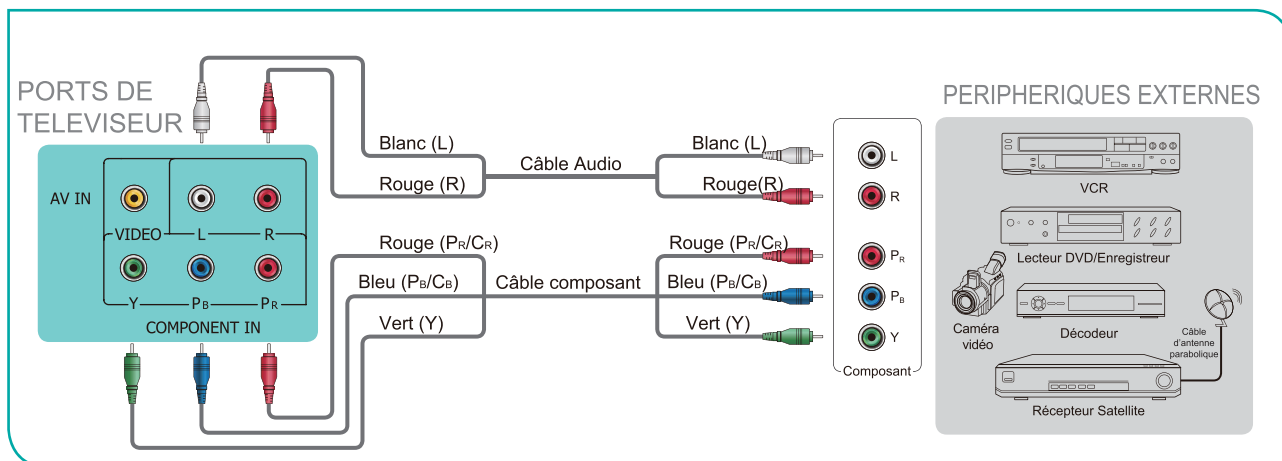 PORTS DE
TELEVISEUR
AV IN
VIDEO
L
R
Y
PB
PR
COMPONENT IN
Blanc (L)
Rouge (R)
Câble Audio
Blanc (L)
Rouge(R)
Rouge (PR/CR)
Bleu (PB/CB)
Vert (Y)
Câble composant
Rouge (PR/CR)
Bleu (PB/CB)
Vert (Y)
L
R
PR
PB
Y
Composant
PERIPHERIQUES EXTERNES
VCR
Lecteur DVD/Enregistreur
Caméra
vidéo
Décodeur
Câble
d'antenne
parabolique
Récepteur Satellite